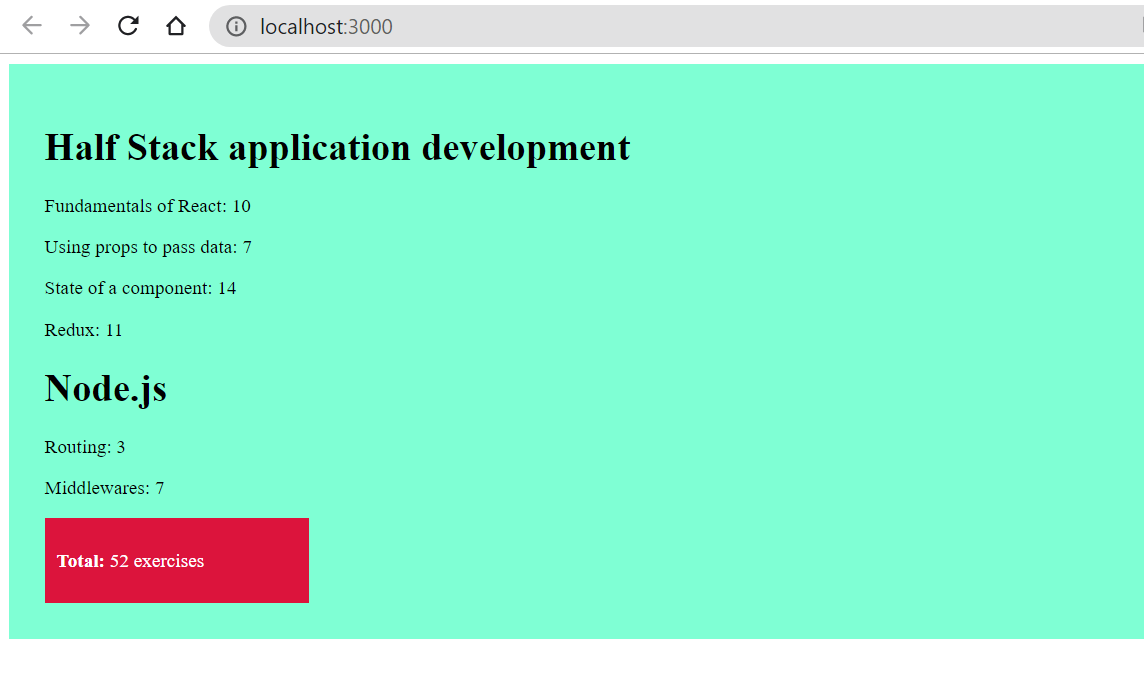 localhost:3000
Half Stack application development
Fundamentals of React: 10
Using props to pass data: 7
State of a component: 14
Redux: 11
Node.js
Routing: 3
Middlewares: 7
Total: 52 exercises